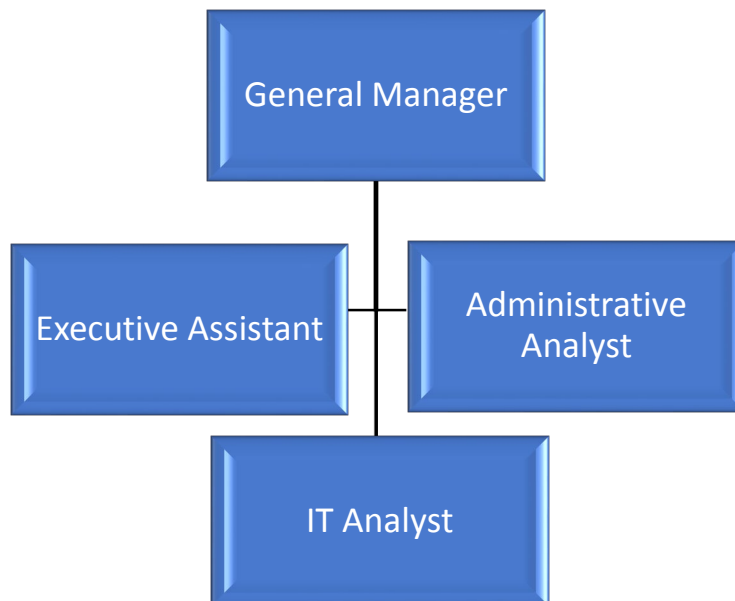 General Manager
Executive Assistant
Administrative
Analyst
IT Analyst